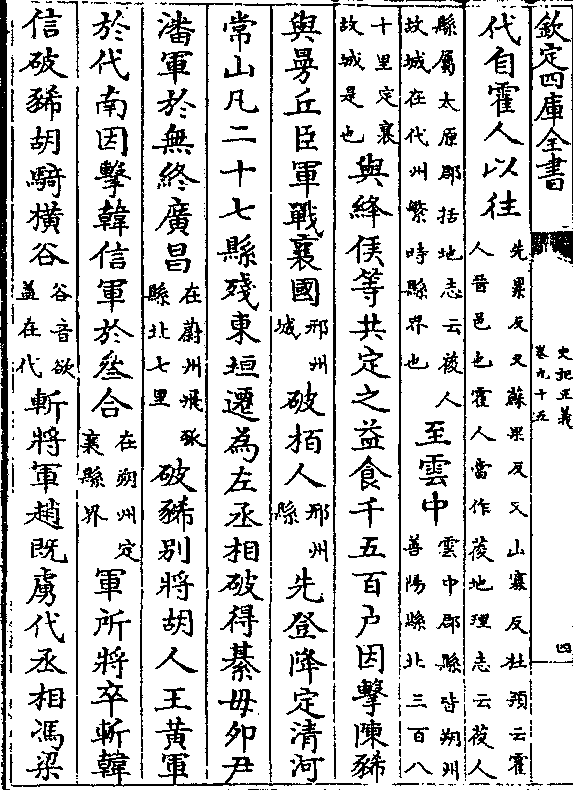 欽定四庫全書
史記正義
卷九十五
四
代自霍人以往先累反又蘇果反又山寡反杜預云霍人晉邑也霍人當作葰地理志云葰人
縣屬太原郡括地志云葰人故城在代州繁時縣界也至雲中雲中郡縣皆朔州善陽縣北三百八
十里定襄故城是也與絳侯等共定之益食千五百户因擊陳豨
與曼丘臣軍戰襄國邢州城破栢人邢州縣先登降定清河
常山凡二十七縣殘東垣遷為左丞相破得綦毋卬尹
潘軍於無終廣昌在蔚州飛狐縣北七里破豨别將胡人王黄軍
於代南因擊韓信軍於叅合在朔州定襄縣界軍所將卒斬韓
信破豨胡騎橫谷谷音欲葢在代斬將軍趙既虜代丞相馮梁